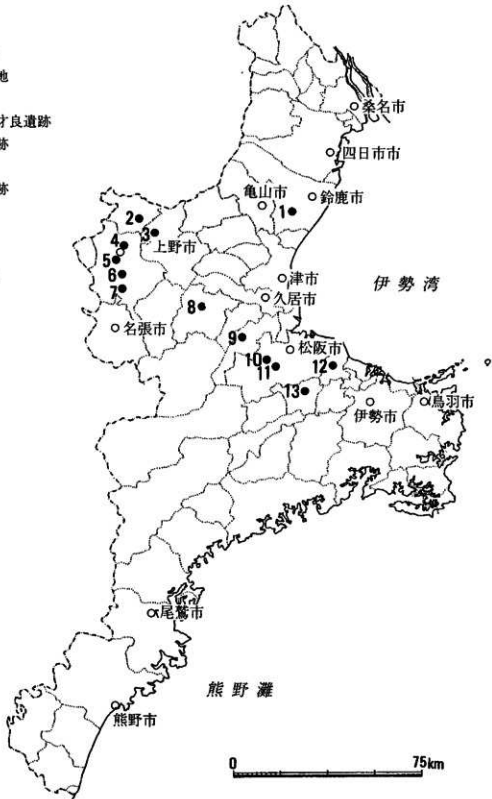 地
才良遺跡
跡
跡
桑名市
四日市市
亀山市
鈴鹿市
1
2
3
上野市
4
5
6
7
津市
久居市
伊勢湾
8
名張市
9
松阪市
10
11
12
13
伊勢市
鳥羽市
尾鷲市
熊野灘
熊野市
0
75km